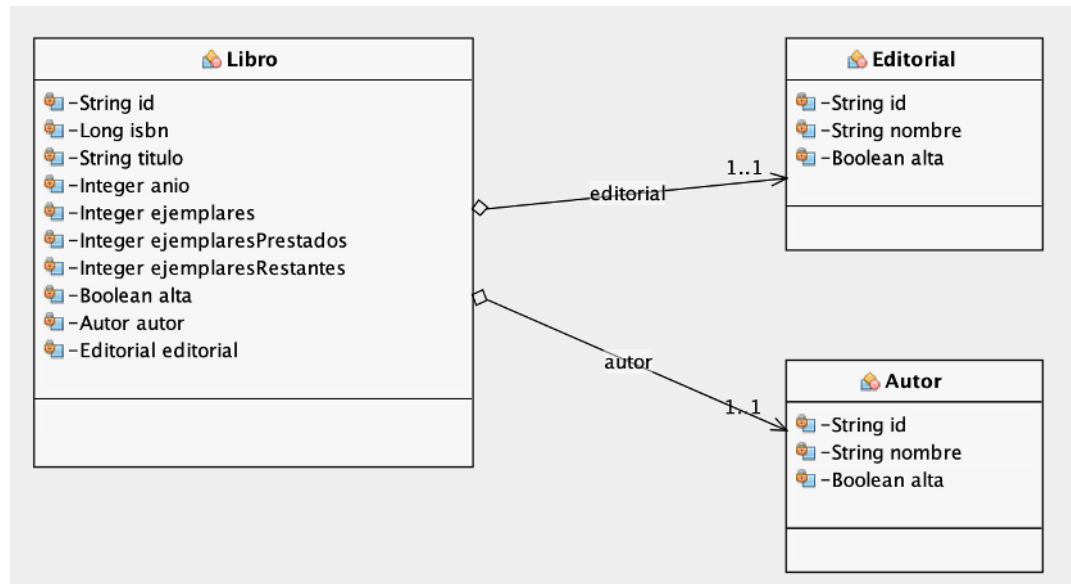 Libro
-String id
-Long isbn
-String titulo
-Integer anio
-Integer ejemplares
-Integer ejemplaresPrestados
-Integer ejemplaresRestantes
-Boolean alta
-Autor autor
-Editorial editorial
editorial
1..1
Editorial
-String id
-String nombre
-Boolean alta
autor
1..1
Autor
-String id
-String nombre
-Boolean alta